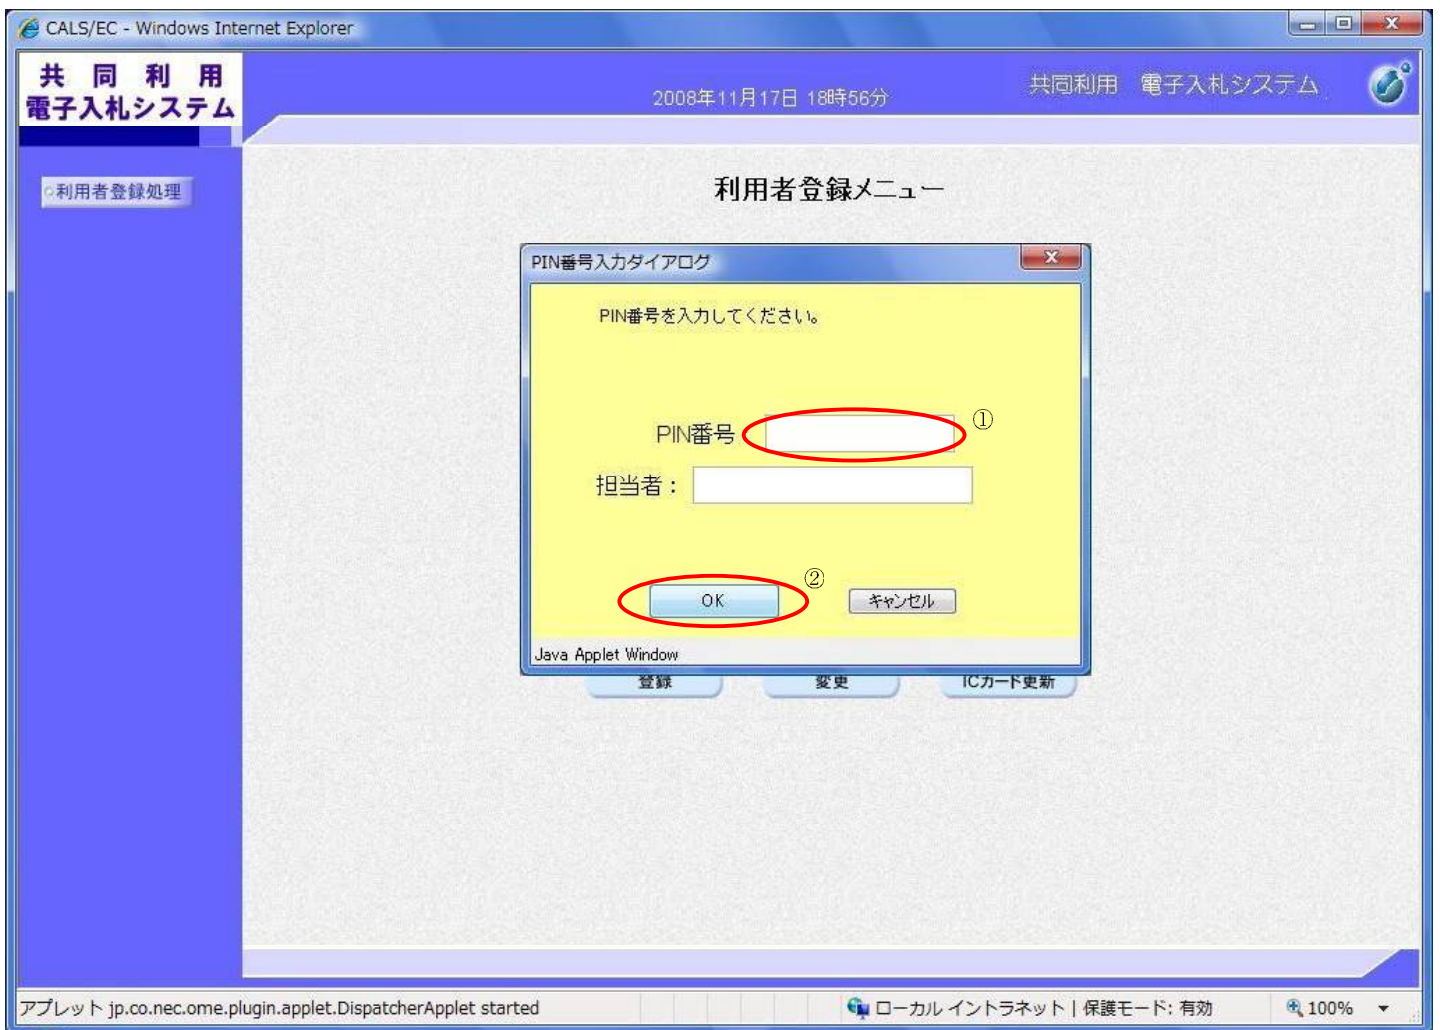 CALS/EC - Windows Internet Explorer
共同利用
電子入札システム
2008年11月17日 18時56分
共同利用 電子入札システム
利用者登録処理
利用者登録メニュー
PIN番号入力ダイアログ
PIN番号を入力してください。
PIN番号
①
担当者：
②
OK
キャンセル
Java Applet Window
登録
変更
ICカード更新
アプレット jp.co.nec.ome.plugin.applet.DispatcherApplet started
ローカル イントラネット | 保護モード: 有効
100%